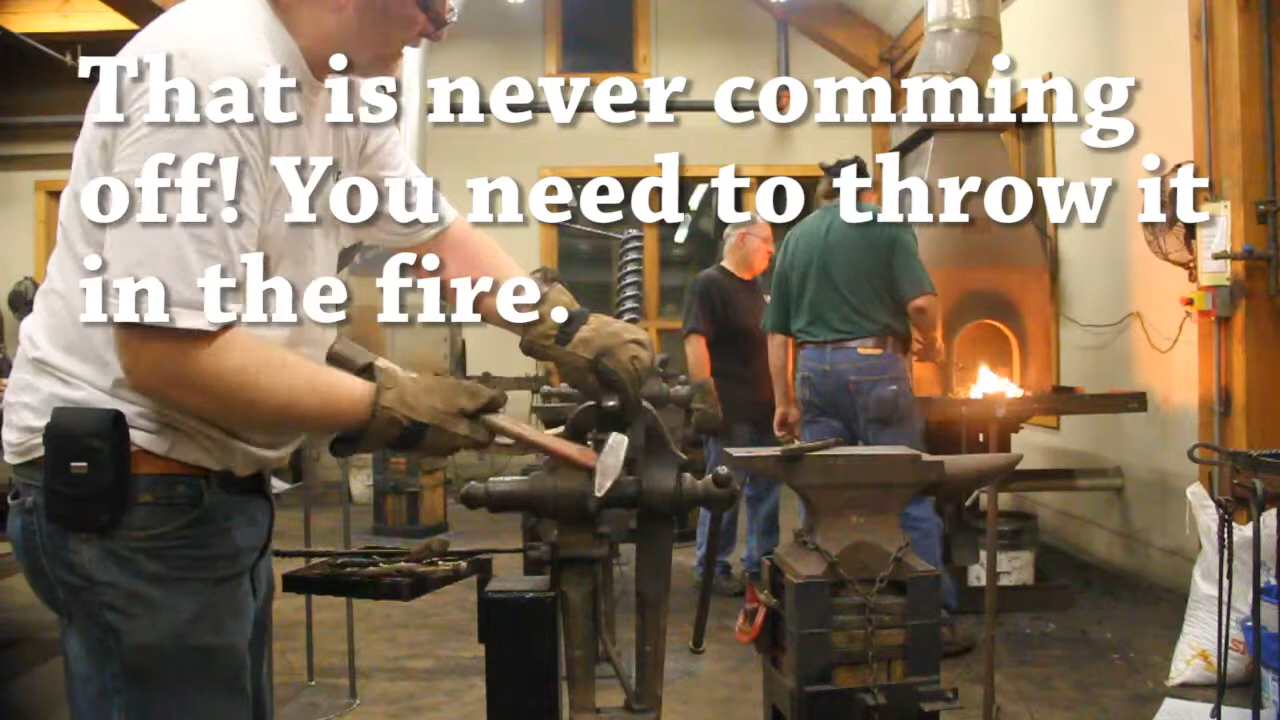 That is never comming
off! You need to throw it
in the fire.